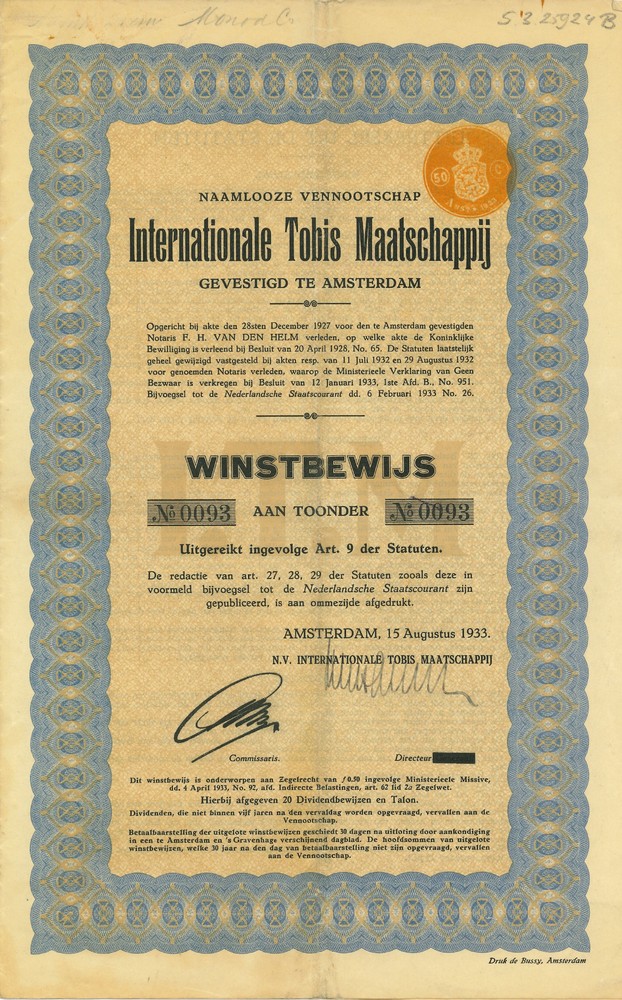 Monod Co
S 3.25924 B
50 C
NAAMLOOZE VENNOOTSCHAP
Internationale Tobis Maatschappij
GEVESTIGD TE AMSTERDAM
Opgericht bij akte den 28sten December 1927 voor den te Amsterdam gevestigden
Notaris F. H. VAN DEN HELM verleden, op welke akte de Koninklijke
Bewilliging is verleend bij Besluit van 20 April 1928, No. 65. De Statuten laatstelijk
geheel gewijzigd vastgesteld bij akten resp. van 11 Juli 1932 en 29 Augustus 1932
voor genoemden Notaris verleden, waarop de Ministerieele Verklaring van Geen
Bezwaar is verkregen bij Besluit van 12 Januari 1933, 1ste Afd. B., No. 951.
Bijvoegsel tot de Nederlandsche Staatscourant dd. 6 Februari 1933 No. 26.
ITM
WINSTBEWIJS
No 0093 AAN TOONDER No 0093
Uitgereikt ingevolge Art. 9 der Statuten.
De redactie van art. 27, 28, 29 der Statuten zooals deze in
voormeld bijvoegsel tot de Nederlandsche Staatscourant zijn
gepubliceerd, is aan ommezijde afgedrukt.
AMSTERDAM, 15 Augustus 1933.
N.V. INTERNATIONALE TOBIS MAATSCHAPPIJ
Commissaris. Directeur
Dit winstbewijs is onderworpen aan Zegelrecht van ƒ 0.50 ingevolge Ministerieele Missive,
dd. 4 April 1933, No. 92, afd. Indirecte Belastingen, art. 62 lid 2a Zegelwet.
Hierbij afgegeven 20 Dividendbewijzen en Talon.
Dividenden, die niet binnen vijf jaren na den vervaldag worden opgevraagd, vervallen aan de
Vennootschap.
Betaalbaarstelling der uitgelote winstbewijzen geschiedt 30 dagen na uitloting door aankondiging
in een te Amsterdam en 's Gravenhage verschijnend dagblad. De hoofdsommen van uitgelote
winstbewijzen, welke 30 jaar na den dag van betaalbaarstelling niet zijn opgevraagd, vervallen
aan de Vennootschap.
Druk de Bussy, Amsterdam